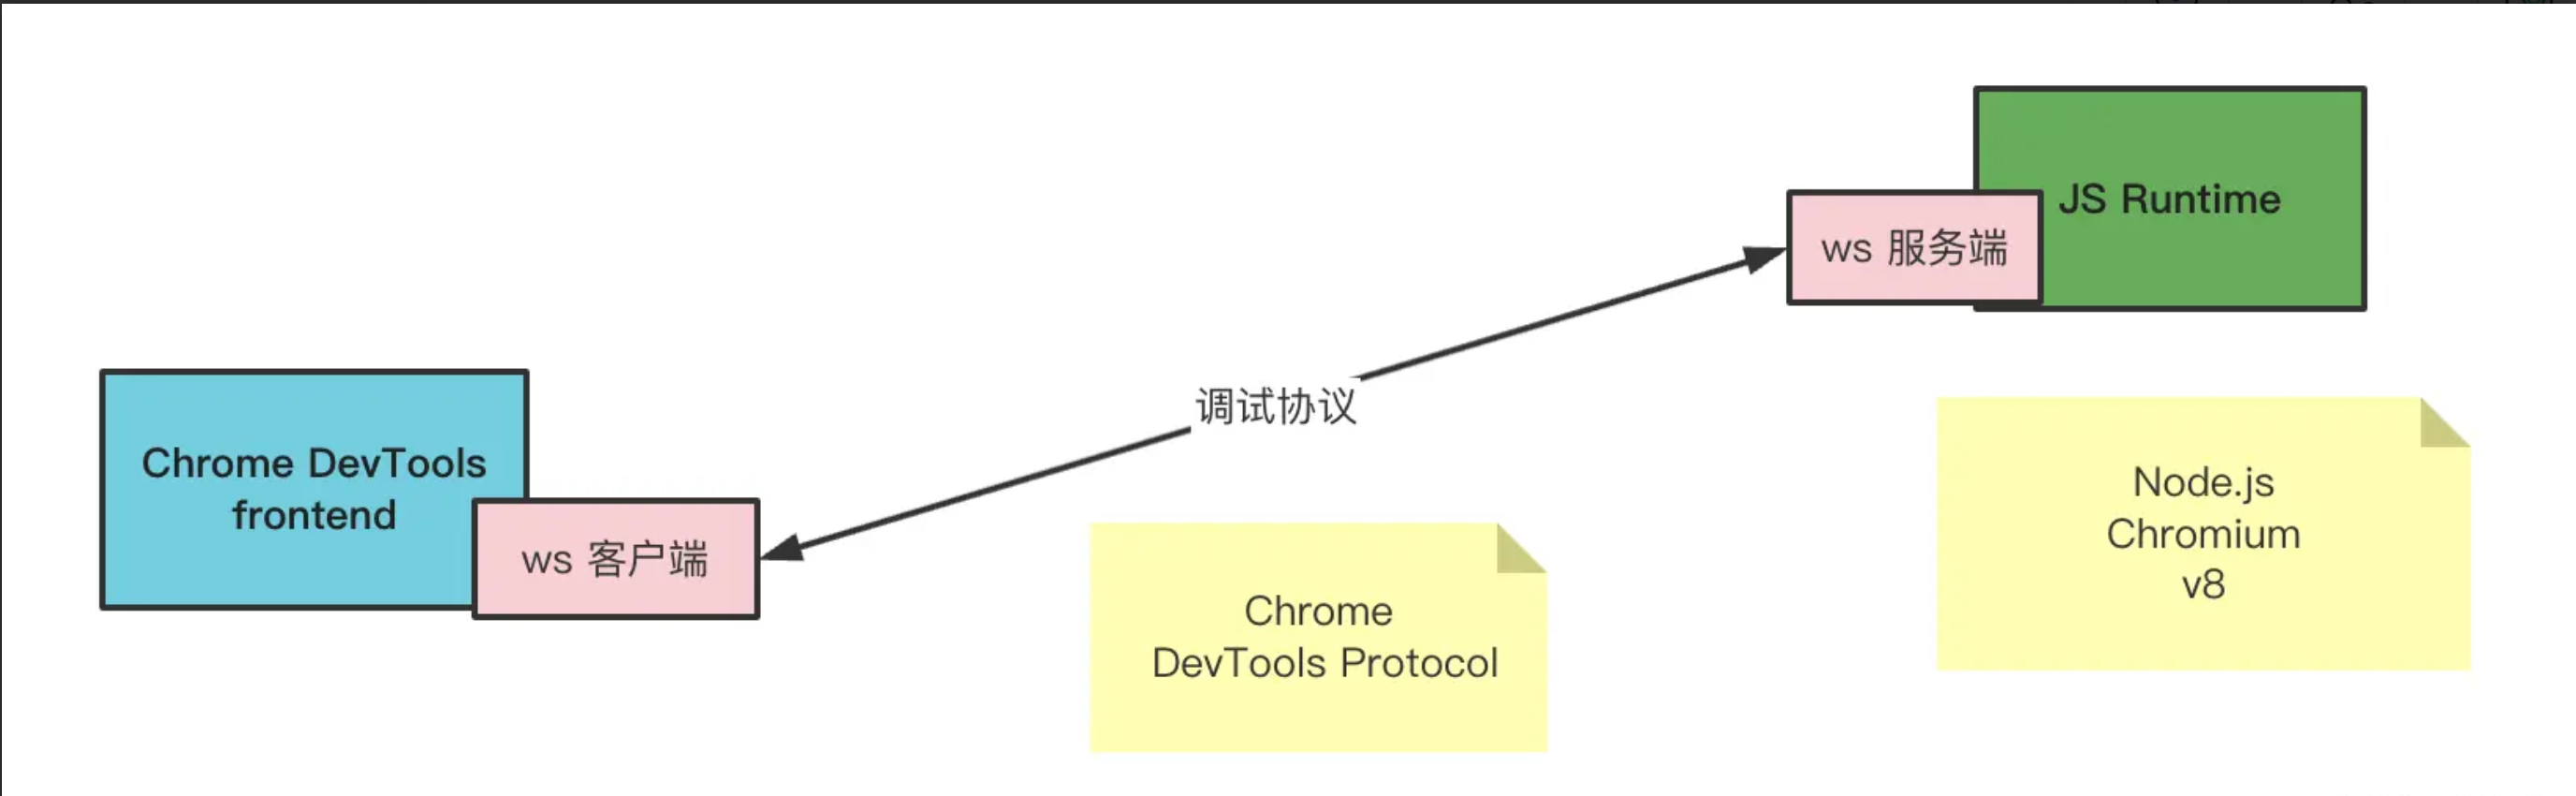 JS Runtime
ws 服务端
调试协议
Chrome DevTools
frontend
ws 客户端
Chrome
DevTools Protocol
Node.js
Chromium
v8